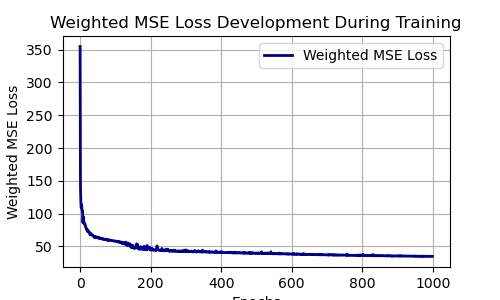 Weighted MSE Loss Development During Training
Weighted MSE Loss
Weighted MSE Loss
350
300
250
200
150
100
50
0 200 400 600 800 1000
Epochs